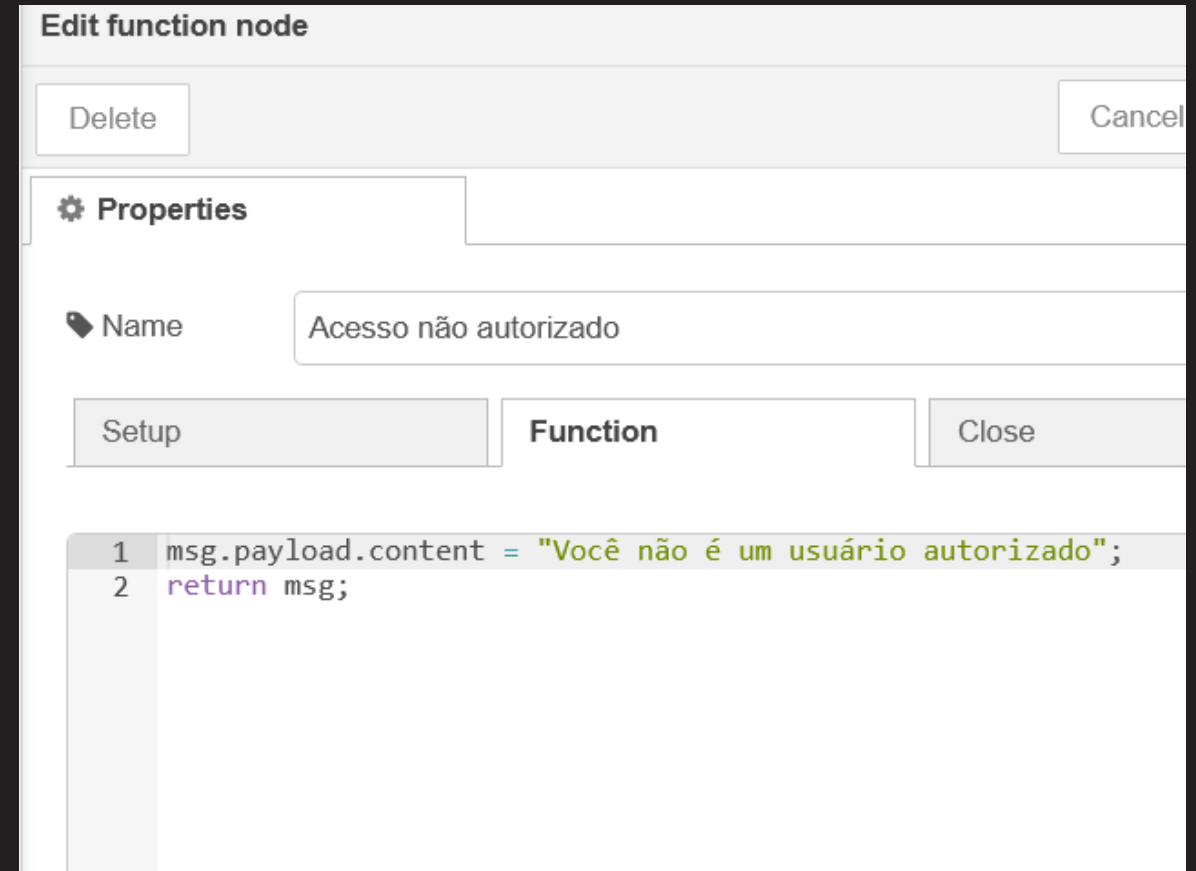 Edit function node
Delete Cancel
Properties
Name Acesso não autorizado
Setup Function Close
1 msg.payload.content = "Você não é um usuário autorizado";
2 return msg;